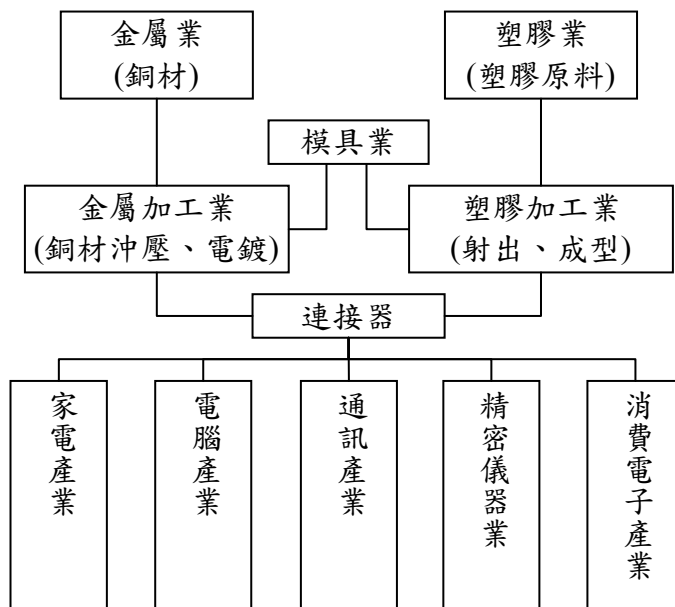 金屬業
(銅材)
塑膠業
(塑膠原料)
模具業
金屬加工業
(銅材沖壓、電鍍)
塑膠加工業
(射出、成型)
連接器
家電產業
電腦產業
通訊產業
精密儀器業
消費電子產業